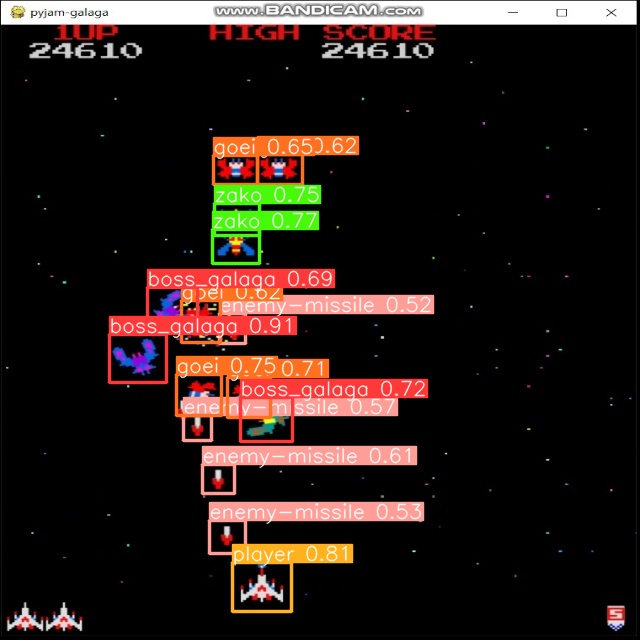 pyjam-galaga
WWW.BANDICAM.COM
1UP HIGH SCORE
24610 24610
goei 0.65 0.62
zako 0.75
zako 0.77
boss_galaga 0.69
goei 0.62
enemy-missile 0.52
boss_galaga 0.91
goei 0.75 0.71
boss_galaga 0.72
enemy-missile 0.57
enemy-missile 0.61
enemy-missile 0.53
player 0.81
S